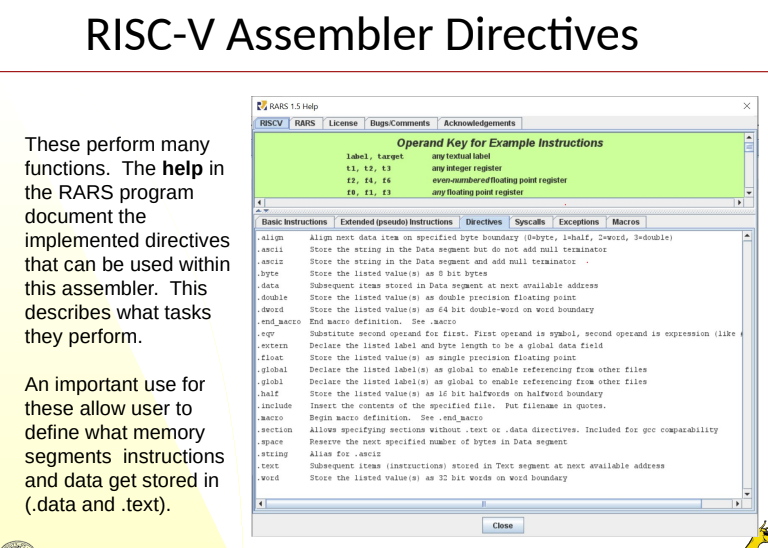 RISC-V Assembler Directives
These perform many
functions. The help in
the RARS program
document the
implemented directives
that can be used within
this assembler. This
describes what tasks
they perform.
An important use for
these allow user to
define what memory
segments instructions
and data get stored in
(.data and .text).
RARS 1.5 Help
RISCV RARS License Bugs/Comments Acknowledgements
Operand Key for Example Instructions
label, target any textual label
t1, t2, t3 any integer register
f2, f4, f6 even-numbered floating point register
f0, f1, f3 any floating point register
Basic Instructions Extended (pseudo) Instructions Directives Syscalls Exceptions Macros
.align Align next data item on specified byte boundary (0=byte, 1=half, 2=word, 3=double)
.ascii Store the string in the Data segment but do not add null terminator
.asciz Store the string in the Data segment and add null terminator
.byte Store the listed value(s) as 8 bit bytes
.data Subsequent items stored in Data segment at next available address
.double Store the listed value(s) as double precision floating point
.dword Store the listed value(s) as 64 bit double-word on word boundary
.end_macro End macro definition. See .macro
.eqv Substitute second operand for first. First operand is symbol, second operand is expression (like
.extern Declare the listed label and byte length to be a global data field
.float Store the listed value(s) as single precision floating point
.global Declare the listed label(s) as global to enable referencing from other files
.globl Declare the listed label(s) as global to enable referencing from other files
.half Store the listed value(s) as 16 bit halfwords on halfword boundary
.include Insert the contents of the specified file. Put filename in quotes.
.macro Begin macro definition. See .end_macro
.section Allows specifying sections without .text or .data directives. Included for gcc comparability
.space Reserve the next specified number of bytes in Data segment
.string Alias for .asciz
.text Subsequent items (instructions) stored in Text segment at next available address
.word Store the listed value(s) as 32 bit words on word boundary
Close